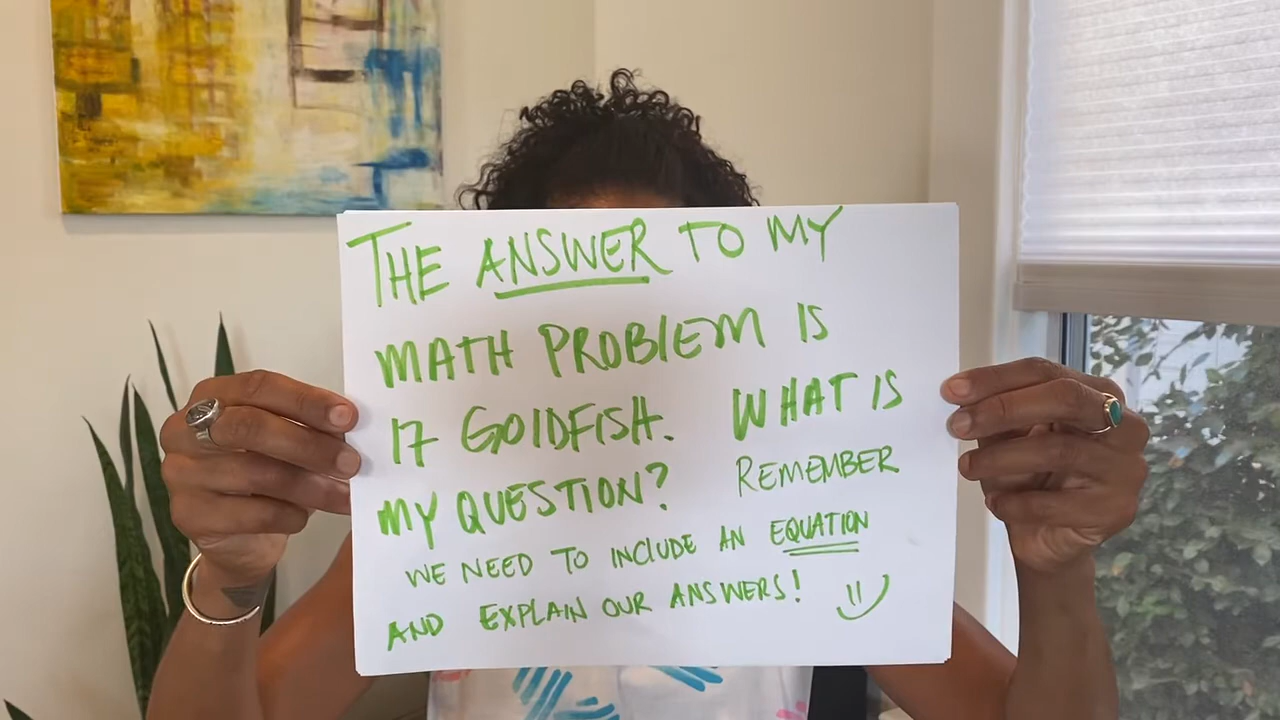 THE ANSWER TO MY
MATH PROBLEM IS
17 GOLDFISH. WHAT IS
MY QUESTION? REMEMBER
WE NEED TO INCLUDE AN EQUATION
AND EXPLAIN OUR ANSWERS!